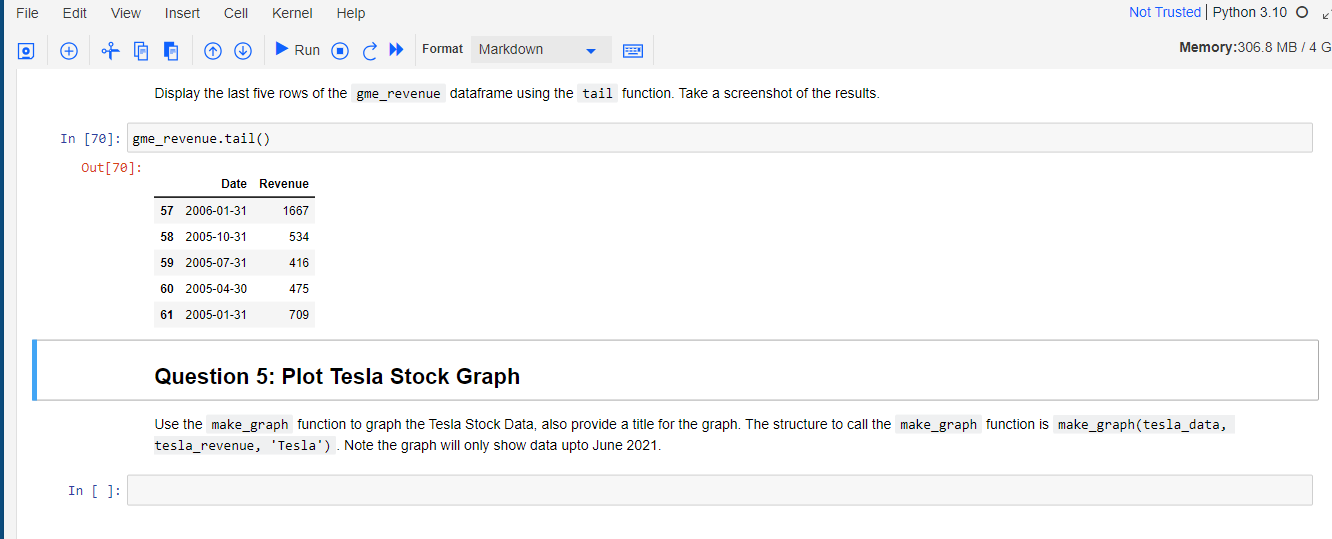 File Edit View Insert Cell Kernel Help Not Trusted Python 3.10
Run Format Markdown Memory:306.8 MB / 4 G
Display the last five rows of the gme_revenue dataframe using the tail function. Take a screenshot of the results.
In [70]: gme_revenue.tail()
Out[70]:
Date Revenue
57 2006-01-31 1667
58 2005-10-31 534
59 2005-07-31 416
60 2005-04-30 475
61 2005-01-31 709
Question 5: Plot Tesla Stock Graph
Use the make_graph function to graph the Tesla Stock Data, also provide a title for the graph. The structure to call the make_graph function is make_graph(tesla_data,
tesla_revenue, 'Tesla') . Note the graph will only show data upto June 2021.
In [ ]: